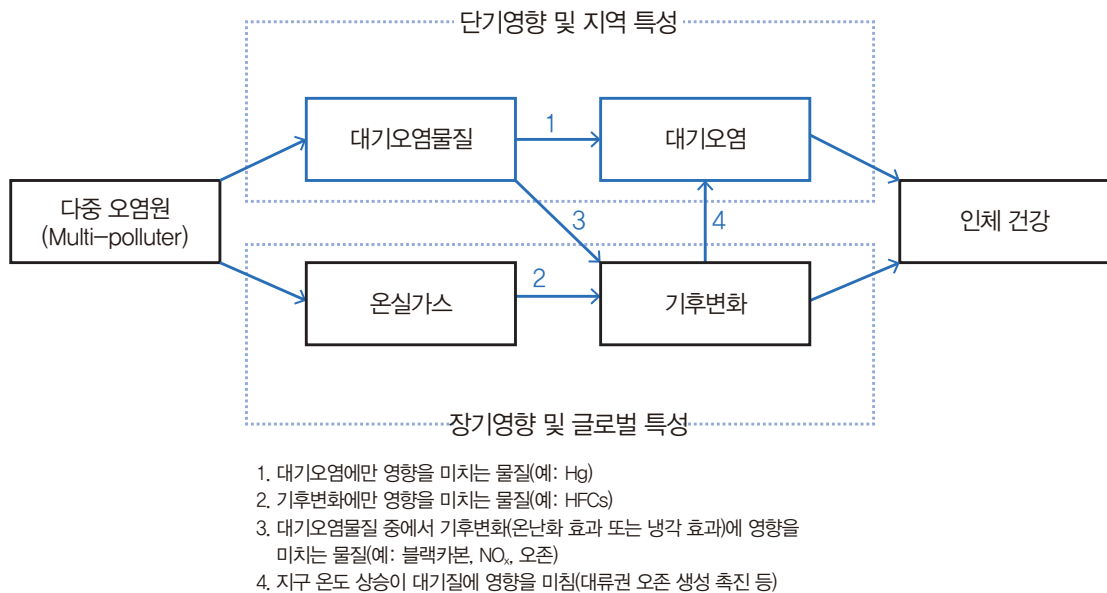 단기영향 및 지역 특성
1
대기오염물질
대기오염
다중 오염원
(Multi-polluter)
3
4
인체 건강
2
온실가스
기후변화
장기영향 및 글로벌 특성
1. 대기오염에만 영향을 미치는 물질(예: Hg)
2. 기후변화에만 영향을 미치는 물질(예: HFCs)
3. 대기오염물질 중에서 기후변화(온난화 효과 또는 냉각 효과)에 영향을
미치는 물질(예: 블랙카본, NOₓ, 오존)
4. 지구 온도 상승이 대기질에 영향을 미침(대류권 오존 생성 촉진 등)